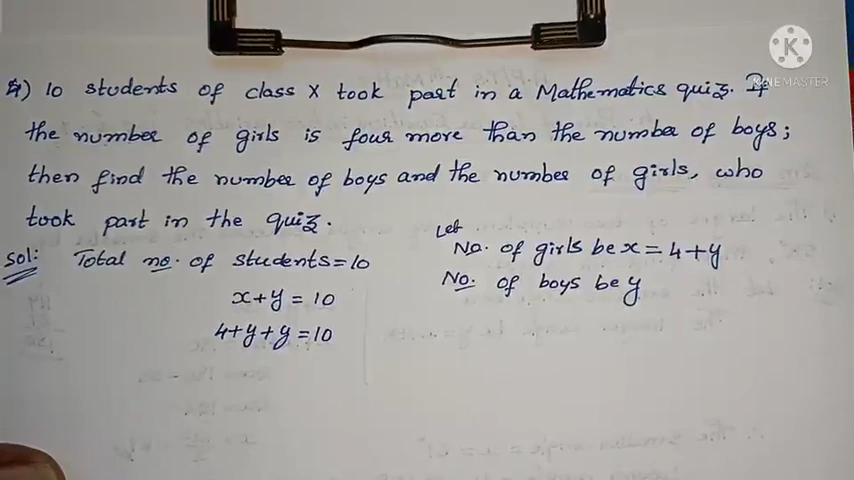 K
KINEMASTER
10 students of class X took part in a Mathematics quiz. If
the number of girls is four more than the number of boys;
then find the number of boys and the number of girls, who
took part in the quiz.
Sol:
Total no. of students = 10
x+y = 10
4+y+y = 10
Let
No. of girls be x = 4+y
No. of boys be y